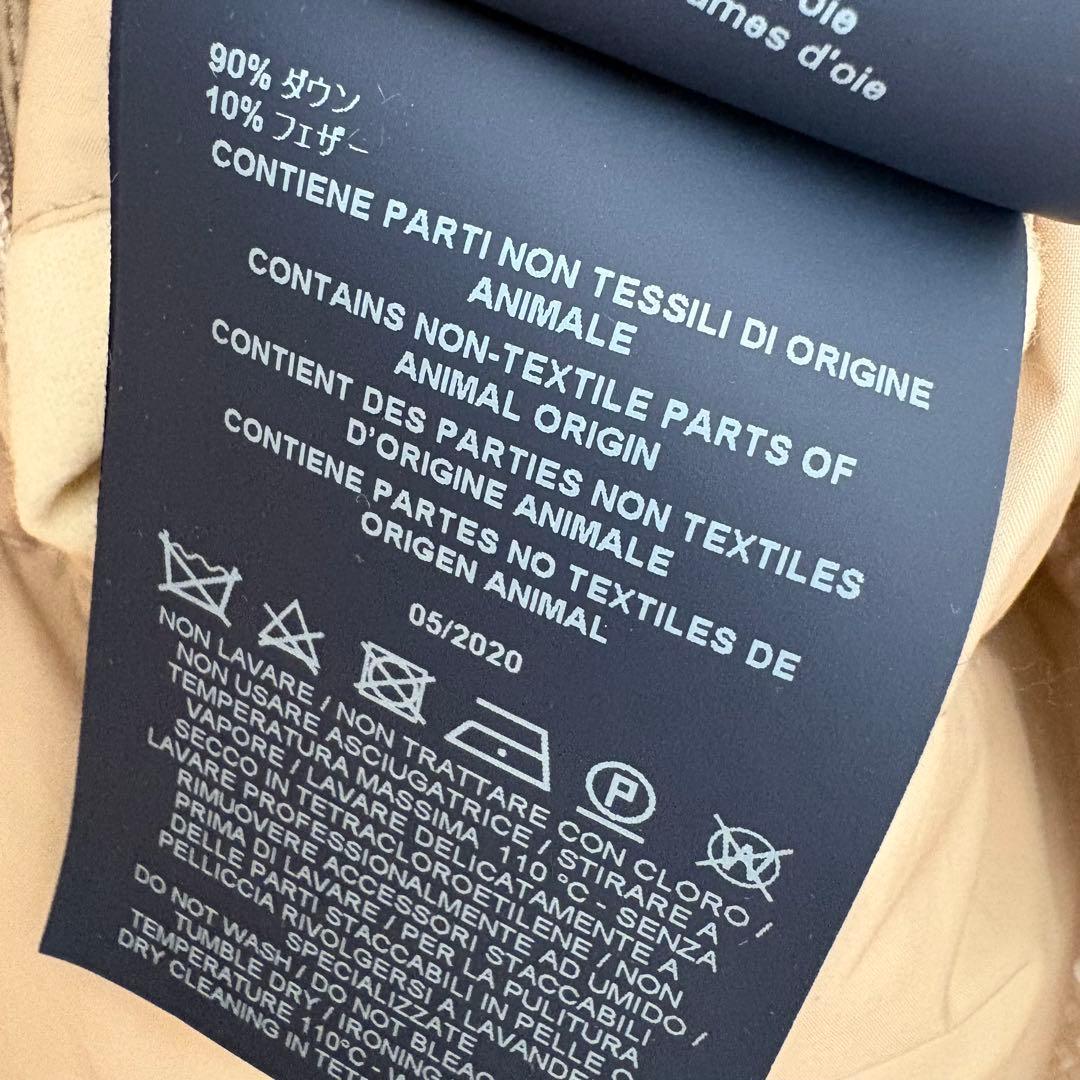 oie
umes d'oie
90% ダウン
10% フェザー
CONTIENE PARTI NON TESSILI DI ORIGINE
ANIMALE
CONTAINS NON-TEXTILE PARTS OF
ANIMAL ORIGIN
CONTIENT DES PARTIES NON TEXTILES
D'ORIGINE ANIMALE
CONTIENE PARTES NO TEXTILES DE
ORIGEN ANIMAL
05/2020
P
W
NON LAVARE / NON TRATTARE CON CLORO /
NON USARE ASCIUGATRICE / STIRARE A
TEMPERATURA MASSIMA 110 °C - SENZA
VAPORE / LAVARE DELICATAMENTE A
SECCO IN TETRACLOROETILENE / NON
LAVARE PROFESSIONALMENTE AD UMIDO /
RIMUOVERE ACCESSORI STACCABILI
PRIMA DI LAVARE / PER LA PULITURA
DELLE PARTI STACCABILI IN PELLE O
PELLICCIA RIVOLGERSI A LAVANDE
SPECIALIZZATE
DO NOT WASH / DO NOT BLEAC
TUMBLE DRY / IRONING
TEMPERATURE 110°C - W
DRY CLEANING IN TET